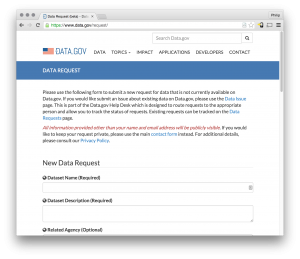 Data Request Detail - Data
Phing
https://www.data.gov/request/
Search Data.gov
DATA.GOV DATA TOPICS IMPACT APPLICATIONS DEVELOPERS CONTACT
DATA REQUEST
Please use the following form to submit a new request for data that is not currently available on
Data.gov. If you would like submit an issue about existing data on Data.gov, please use the Data Issue
page. This is part of the Data.gov Help Desk which is designed to route requests to the appropriate
person and allow you to track the status of requests. Existing requests can be tracked on the Data
Requests page.
All information provided other than your name and email address will be publicly visible. If you would
like to keep your request private, please use the main contact form instead. For additional details,
please consult our Privacy Policy.
New Data Request
Dataset Name (Required)
Dataset Description (Required)
Related Agency (Optional)